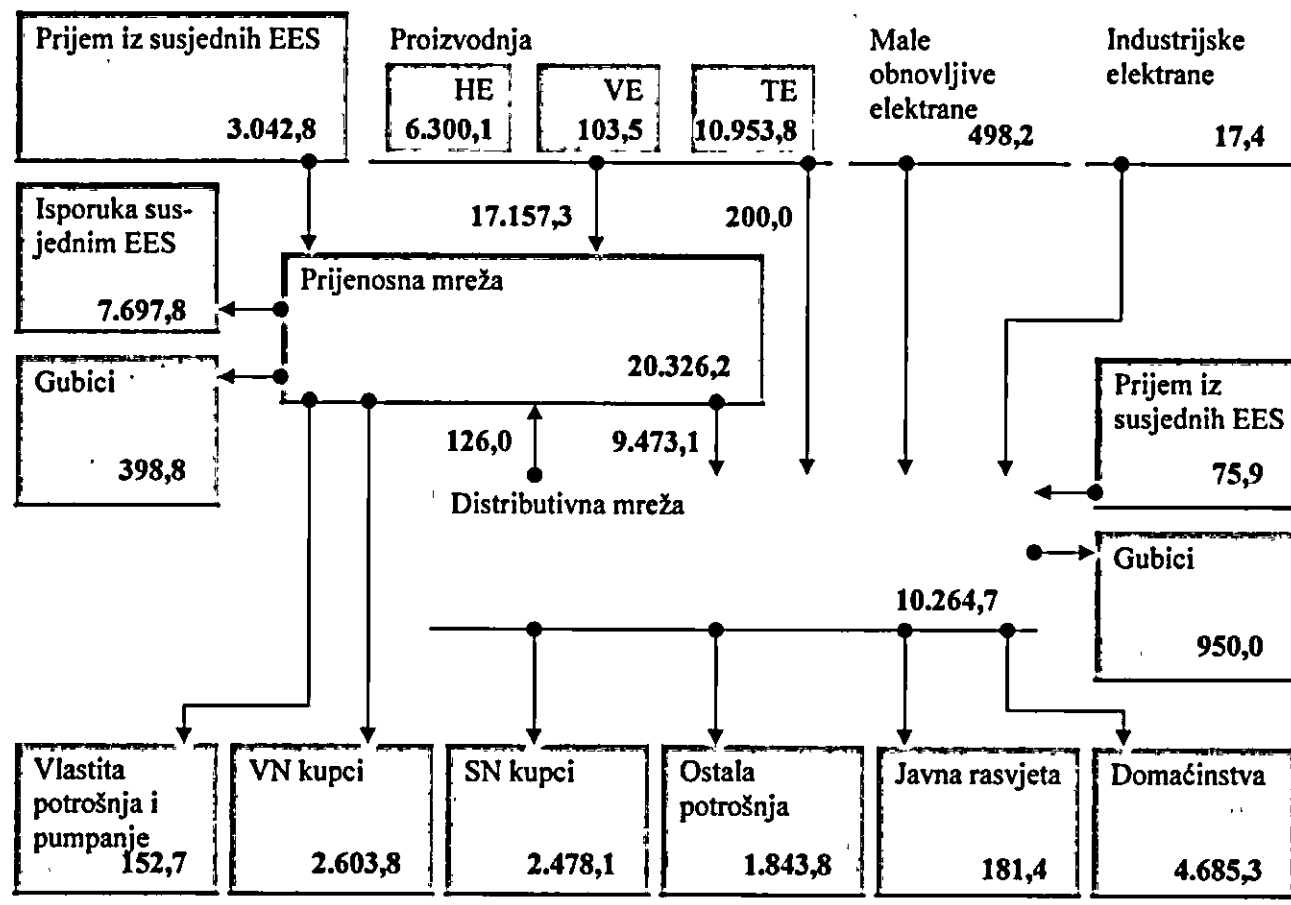 Prijem iz susjednih EES
3.042,8
Proizvodnja
HE
6.300,1
VE
103,5
TE
10.953,8
Male
obnovljive
elektrane
498,2
Industrijske
elektrane
17,4
Isporuka sus-
jednim EES
7.697,8
17.157,3
200,0
Prijenosna mreža
20.326,2
Gubici
398,8
126,0
9.473,1
Distributivna mreža
Prijem iz
susjednih EES
75,9
Gubici
950,0
10.264,7
Vlastita
potrošnja i
pumpanje
152,7
VN kupci
2.603,8
SN kupci
2.478,1
Ostala
potrošnja
1.843,8
Javna rasvjeta
181,4
Domaćinstva
4.685,3